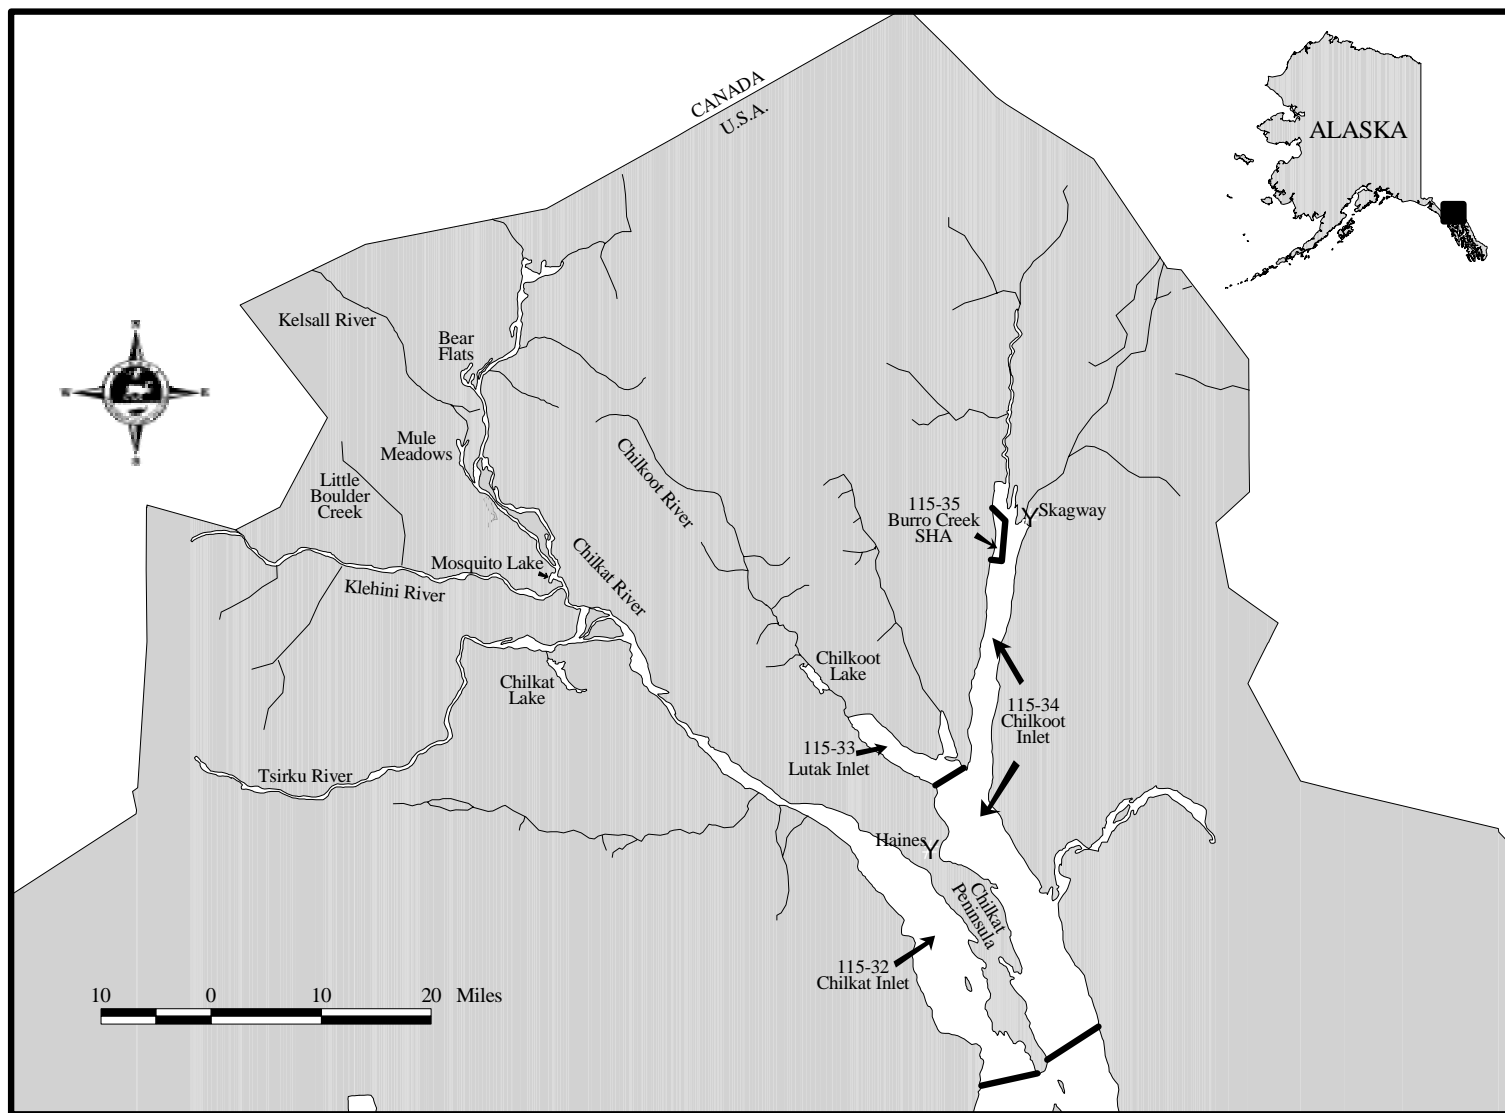 CANADA
U.S.A.
ALASKA
Kelsall River
Bear
Flats
Mule
Meadows
Little
Boulder
Creek
Chilkoot River
115-35
Burro Creek
SHA
Skagway
Mosquito Lake
Chilkat River
Klehini River
Chilkoot
Lake
Chilkat
Lake
115-34
Chilkoot
Inlet
115-33
Lutak Inlet
Tsirku River
Haines
Chilkat
Peninsula
115-32
Chilkat Inlet
10 0 10 20 Miles